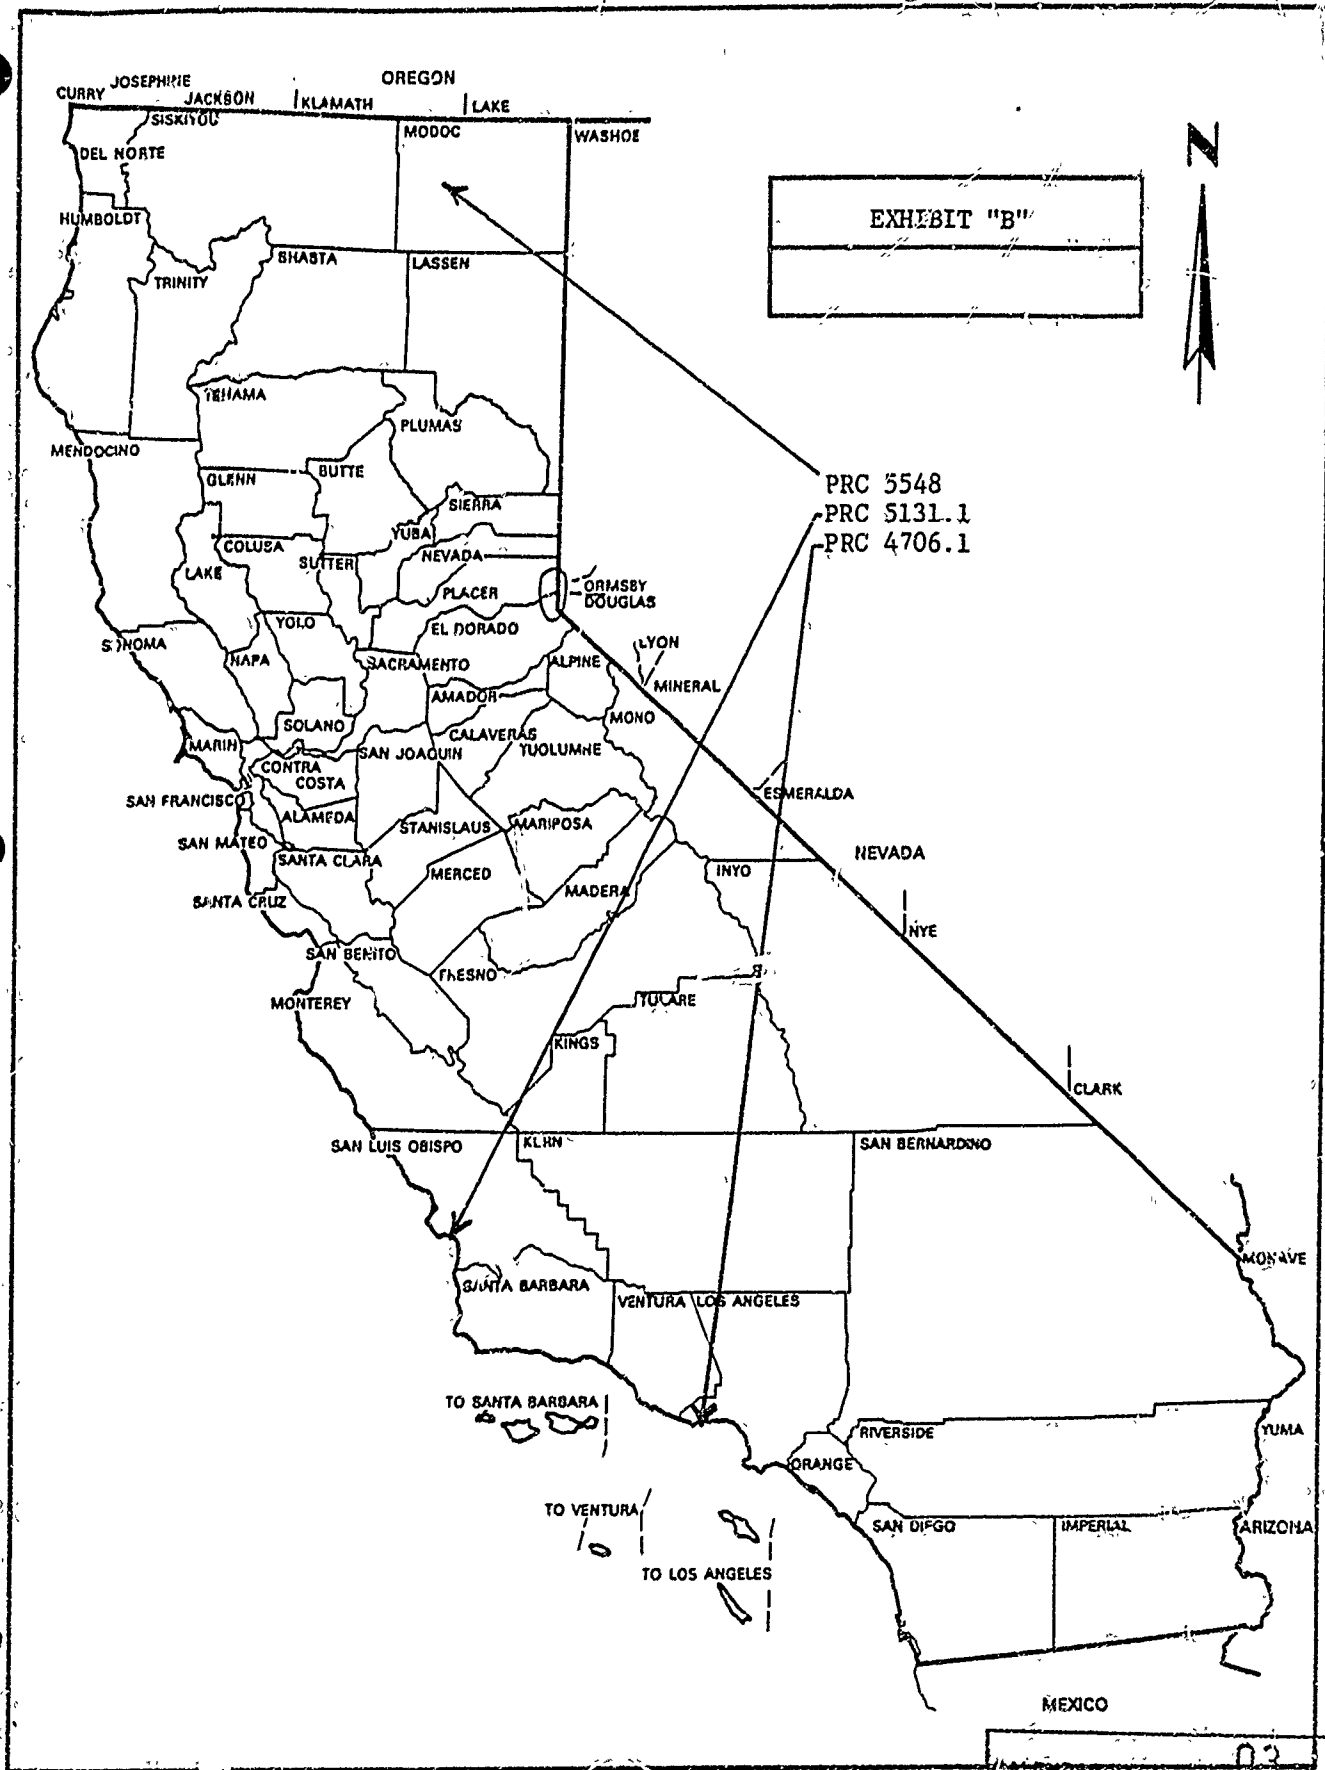 OREGON
JOSEPHINE
CURRY
JACKSON
KLAMATH
LAKE
SISKIYOU
MODOC
WASHOE
DEL NORTE
N
HUMBOLDT
EXHIBIT "B"
SHASTA
LASSEN
TRINITY
TEHAMA
PLUMAS
MENDOCINO
BUTTE
GLENN
PRC 5548
SIERRA
PRC 5131.1
YUBA
PRC 4706.1
COLUSA
NEVADA
SUTTER
LAKE
ORMSBY
PLACER
DOUGLAS
YOLO
EL DORADO
SONOMA
LYON
NAPA
SACRAMENTO
ALPINE
MINERAL
AMADOR
MONO
SOLANO
CALAVERAS
MARIN
SAN JOAQUIN
TUOLUMNE
CONTRA
COSTA
SAN FRANCISCO
ESMERALDA
ALAMEDA
STANISLAUS
MARIPOSA
SAN MATEO
NEVADA
SANTA CLARA
MERCED
INYO
MADERA
SANTA CRUZ
NYE
SAN BENITO
FRESNO
MONTEREY
TULARE
KINGS
CLARK
SAN LUIS OBISPO
KERN
SAN BERNARDINO
MOHAVE
SANTA BARBARA
VENTURA
LOS ANGELES
TO SANTA BARBARA
RIVERSIDE
YUMA
ORANGE
TO VENTURA
SAN DIEGO
IMPERIAL
ARIZONA
TO LOS ANGELES
MEXICO